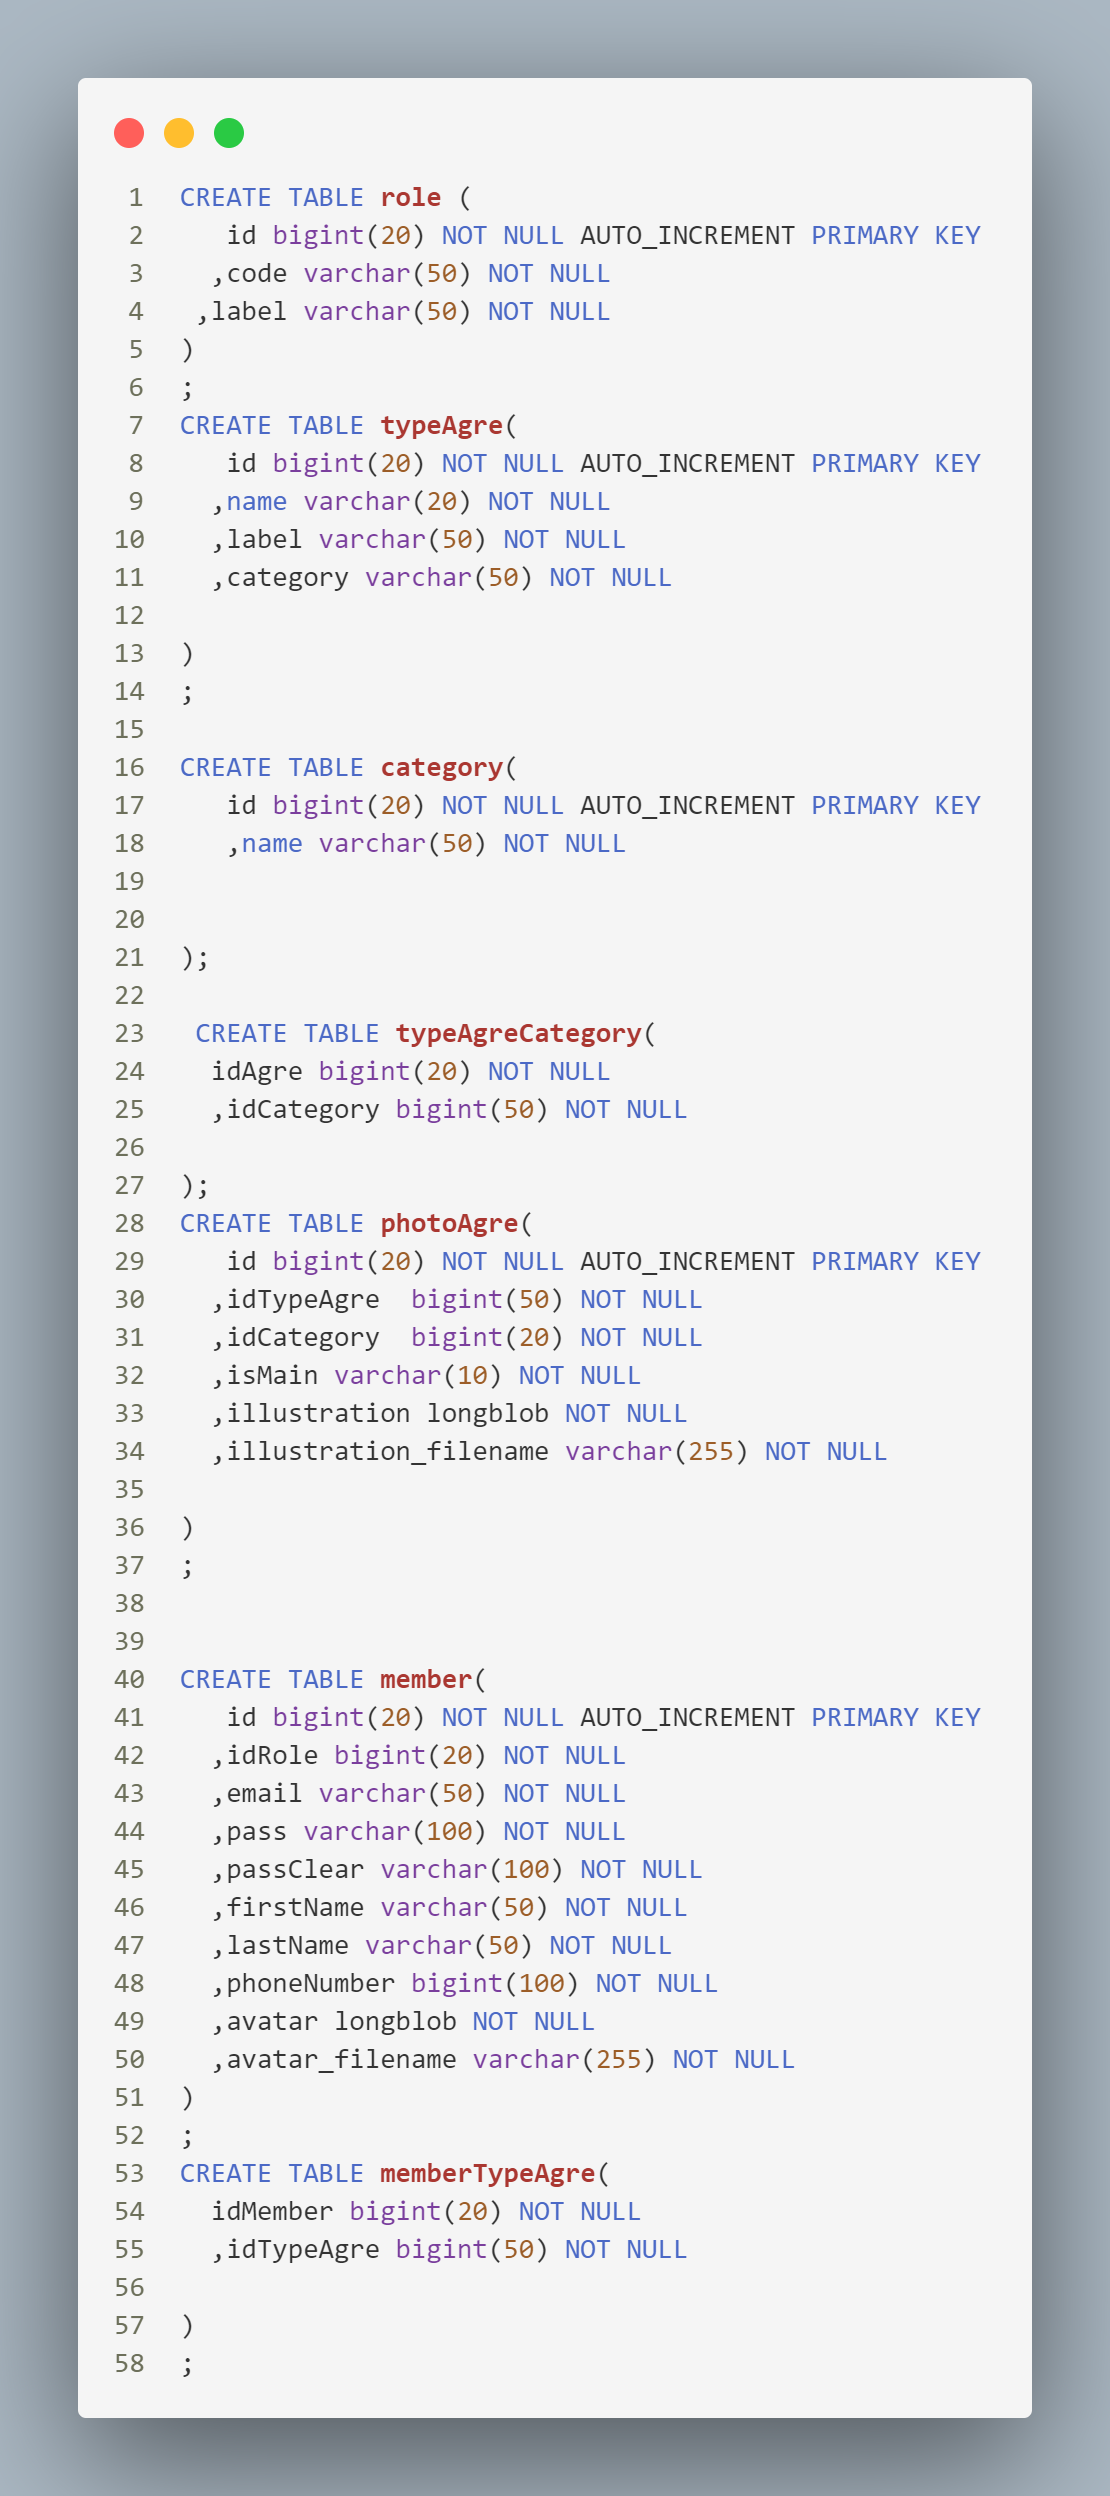 1 CREATE TABLE role (
2 id bigint(20) NOT NULL AUTO_INCREMENT PRIMARY KEY
3 ,code varchar(50) NOT NULL
4 ,label varchar(50) NOT NULL
5 )
6 ;
7 CREATE TABLE typeAgre(
8 id bigint(20) NOT NULL AUTO_INCREMENT PRIMARY KEY
9 ,name varchar(20) NOT NULL
10 ,label varchar(50) NOT NULL
11 ,category varchar(50) NOT NULL
12
13 )
14 ;
15
16 CREATE TABLE category(
17 id bigint(20) NOT NULL AUTO_INCREMENT PRIMARY KEY
18 ,name varchar(50) NOT NULL
19
20
21 );
22
23 CREATE TABLE typeAgreCategory(
24 idAgre bigint(20) NOT NULL
25 ,idCategory bigint(50) NOT NULL
26
27 );
28 CREATE TABLE photoAgre(
29 id bigint(20) NOT NULL AUTO_INCREMENT PRIMARY KEY
30 ,idTypeAgre  bigint(50) NOT NULL
31 ,idCategory  bigint(20) NOT NULL
32 ,isMain varchar(10) NOT NULL
33 ,illustration longblob NOT NULL
34 ,illustration_filename varchar(255) NOT NULL
35
36 )
37 ;
38
39
40 CREATE TABLE member(
41 id bigint(20) NOT NULL AUTO_INCREMENT PRIMARY KEY
42 ,idRole bigint(20) NOT NULL
43 ,email varchar(50) NOT NULL
44 ,pass varchar(100) NOT NULL
45 ,passClear varchar(100) NOT NULL
46 ,firstName varchar(50) NOT NULL
47 ,lastName varchar(50) NOT NULL
48 ,phoneNumber bigint(100) NOT NULL
49 ,avatar longblob NOT NULL
50 ,avatar_filename varchar(255) NOT NULL
51 )
52 ;
53 CREATE TABLE memberTypeAgre(
54 idMember bigint(20) NOT NULL
55 ,idTypeAgre bigint(50) NOT NULL
56
57 )
58 ;